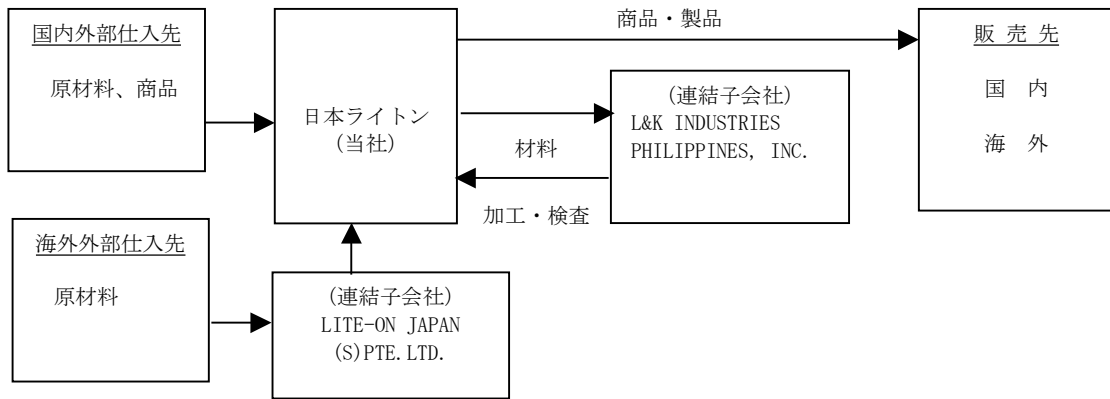 国内外部仕入先
原材料、商品
日本ライトン
(当社)
商品・製品
材料
加工・検査
(連結子会社)
L&K INDUSTRIES
PHILIPPINES, INC.
販 売 先
国 内
海 外
海外外部仕入先
原材料
(連結子会社)
LITE-ON JAPAN
(S)PTE.LTD.